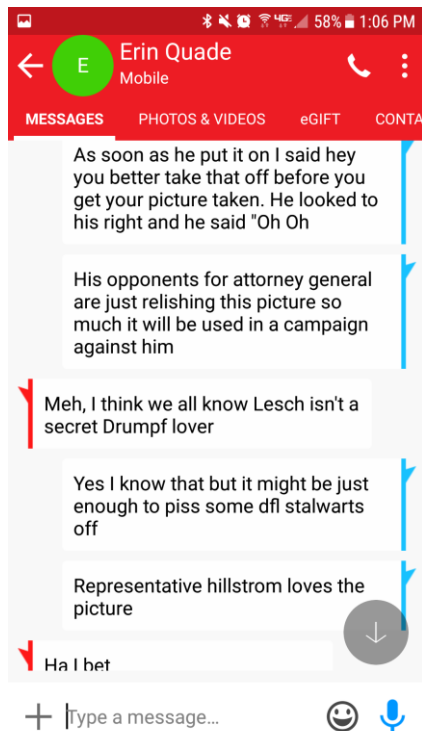 4G 58% 1:06 PM
E
Erin Quade
Mobile
MESSAGES PHOTOS & VIDEOS eGIFT CONTA
As soon as he put it on I said hey
you better take that off before you
get your picture taken. He looked to
his right and he said "Oh Oh
His opponents for attorney general
are just relishing this picture so
much it will be used in a campaign
against him
Meh, I think we all know Lesch isn't a
secret Drumpf lover
Yes I know that but it might be just
enough to piss some dfl stalwarts
off
Representative hillstrom loves the
picture
Ha I bet
Type a message...